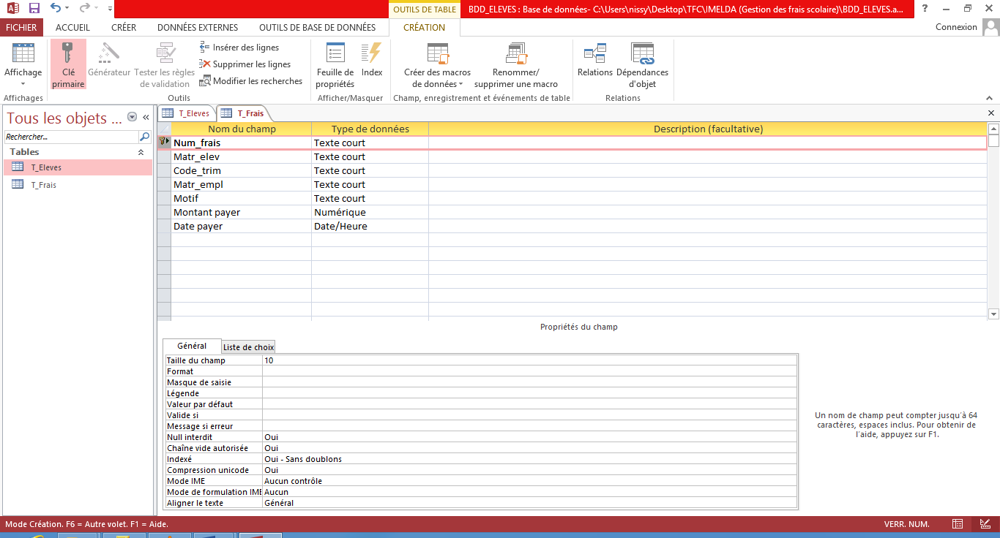 OUTILS DE TABLE
BDD_ELEVES : Base de données- C:\Users\nissy\Desktop\TFC\IMELDA (Gestion des frais scolaire)\BDD_ELEVES.a...
?
FICHIER ACCUEIL CRÉER DONNÉES EXTERNES OUTILS DE BASE DE DONNÉES CRÉATION Connexion
Affichage
Clé primaire
Générateur
Tester les règles de validation
Insérer des lignes
Supprimer les lignes
Modifier les recherches
Feuille de propriétés
Index
Créer des macros de données
Renommer/ supprimer une macro
Relations
Dépendances d'objet
Affichages Outils Afficher/Masquer Champ, enregistrement et événements de table Relations
Tous les objets ...
Rechercher...
Tables
T_Eleves
T_Frais
T_Eleves T_Frais
Nom du champ Type de données Description (facultative)
Num_frais Texte court
Matr_elev Texte court
Code_trim Texte court
Matr_empl Texte court
Motif Texte court
Montant payer Numérique
Date payer Date/Heure
Propriétés du champ
Général Liste de choix
Taille du champ 10
Format
Masque de saisie
Légende
Valeur par défaut
Valide si
Message si erreur
Null interdit Oui
Chaîne vide autorisée Oui
Indexé Oui - Sans doublons
Compression unicode Oui
Mode IME Aucun contrôle
Mode de formulation IME Aucun
Aligner le texte Général
Un nom de champ peut compter jusqu'à 64
caractères, espaces inclus. Pour obtenir de
l'aide, appuyez sur F1.
Mode Création. F6 = Autre volet. F1 = Aide. VERR. NUM.